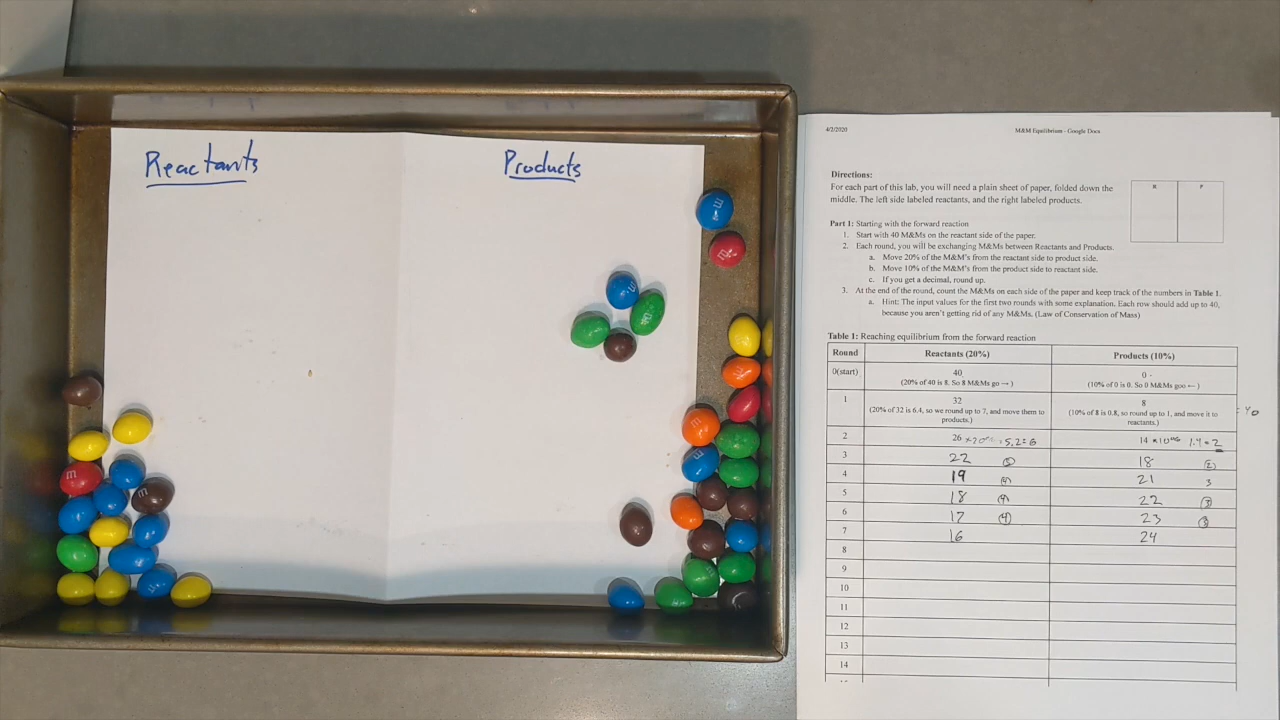 Reactants
Products
4/2/2020
M&M Equilibrium - Google Docs
Directions:
For each part of this lab, you will need a plain sheet of paper, folded down the
middle. The left side labeled reactants, and the right labeled products.
R
P
Part 1: Starting with the forward reaction
1. Start with 40 M&Ms on the reactant side of the paper.
2. Each round, you will be exchanging M&Ms between Reactants and Products.
a. Move 20% of the M&M's from the reactant side to product side.
b. Move 10% of the M&M's from the product side to reactant side.
c. If you get a decimal, round up.
3. At the end of the round, count the M&Ms on each side of the paper and keep track of the numbers in Table 1.
a. Hint: The input values for the first two rounds with some explanation. Each row should add up to 40,
because you aren't getting rid of any M&Ms. (Law of Conservation of Mass)
Table 1: Reaching equilibrium from the forward reaction
Round Reactants (20%) Products (10%)
0(start) 40 0
(20% of 40 is 8. So 8 M&Ms go →) (10% of 0 is 0. So 0 M&Ms goo ←)
1 32 8 = 40
(20% of 32 is 6.4, so we round up to 7, and move them to products.) (10% of 8 is 0.8, so round up to 1, and move it to reactants.)
2 26 × 20% = 5.2 = 6 14 × 10% 1.4 = 2
3 22 18 (2)
4 19 (4) 21 3
5 18 (4) 22 (3)
6 17 (4) 23 (3)
7 16 24
8
9
10
11
12
13
14
m
m
m
m